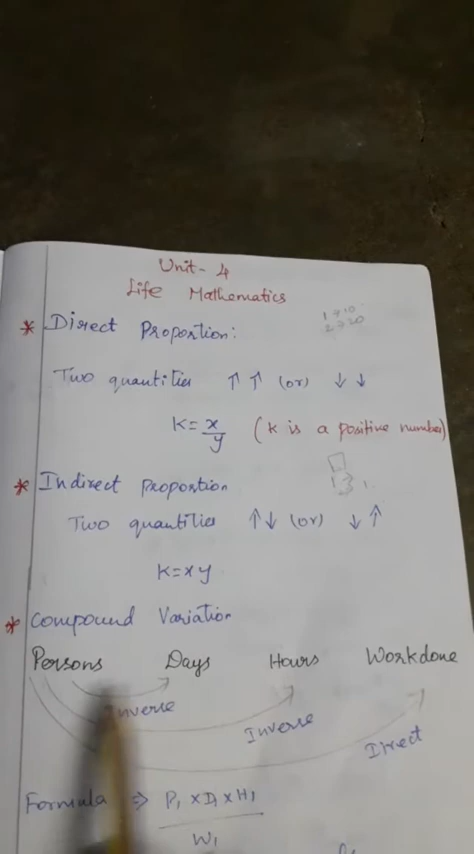 Unit- 4
Life Mathematics
* Direct Proportion:
Two quantities ↑ ↑ (or) ↓ ↓
K = x/y (K is a positive number)
* Indirect proportion
Two quantities ↑↓ (or) ↓ ↑
K = xy
* Compound Variation
Persons Days Hours Workdone
Inverse
Inverse
Direct
Formula ⇒ P₁ × D₁ × H₁
W₁